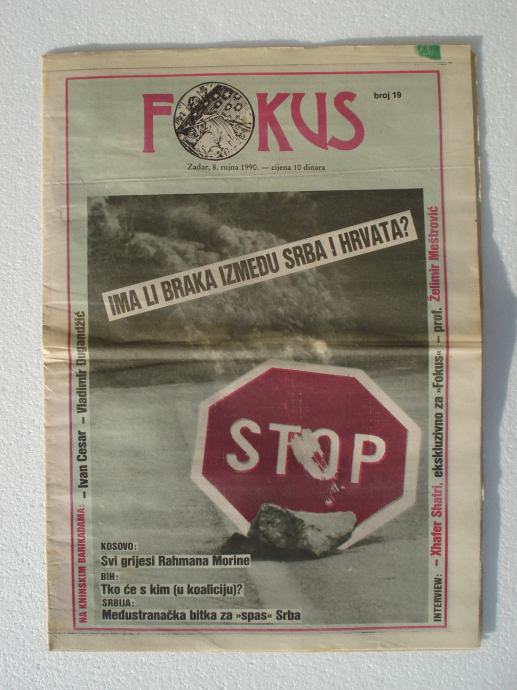 FOKUS
broj 19
Zadar, 8. rujna 1990. — cijena 10 dinara
IMA LI BRAKA IZMEĐU SRBA I HRVATA?
STOP
KOSOVO:
Svi grijesi Rahmana Morine
BIH:
Tko će s kim (u koaliciju)?
SRBIJA:
Međustranačka bitka za »spas« Srba
NA KNINSKIM BARIKADAMA: – Ivan Cesar – Vladimir Dugandžić
INTERVIEW: – Xhafer Shatri, ekskluzivno za »Fokus« – prof. Želimir Meštrović